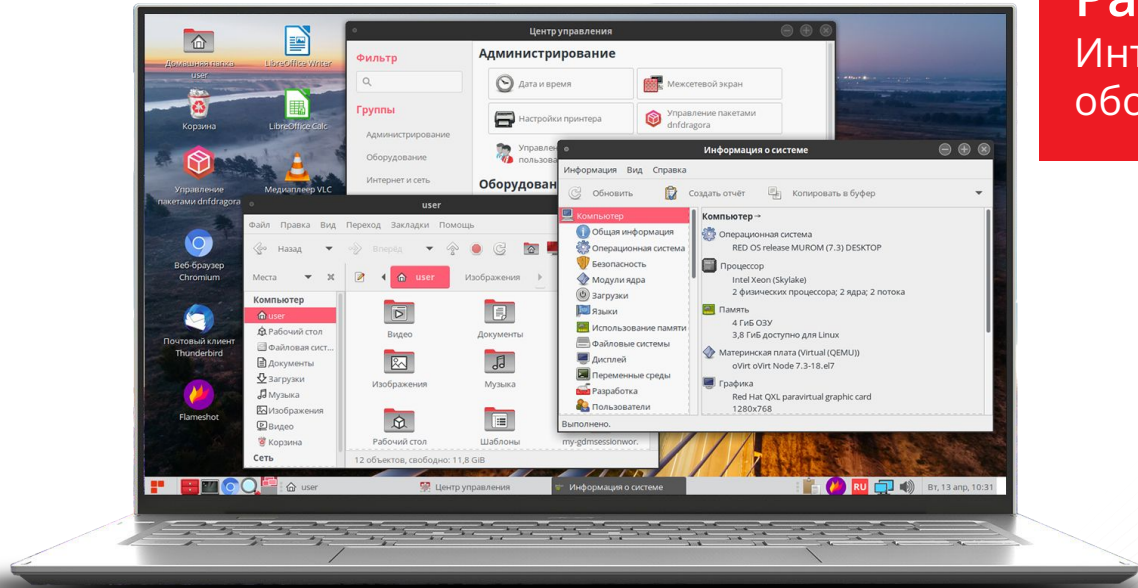 Домашняя папка
user
LibreOffice Writer
Корзина
LibreOffice Calc
Управление
пакетами dnfdragora
Медиаплеер VLC
Веб-браузер
Chromium
Почтовый клиент
Thunderbird
Flameshot
Центр управления
Фильтр
Группы
Администрирование
Оборудование
Интернет и сеть
Администрирование
Дата и время
Межсетевой экран
Настройки принтера
Управление пакетами
dnfdragora
Оборудован
user
Файл Правка Вид Переход Закладки Помощь
Назад
Вперёд
user
Изображения
Места
Компьютер
user
Рабочий стол
Файловая сист...
Документы
Загрузки
Музыка
Изображения
Видео
Корзина
Сеть
Видео
Документы
Изображения
Музыка
Рабочий стол
Шаблоны
my-gdmsessionwor.
12 объектов, свободно: 11,8 GiB
Информация о системе
Информация Вид Справка
Обновить
Создать отчёт
Копировать в буфер
Компьютер
Общая информация
Операционная система
Безопасность
Модули ядра
Загрузки
Языки
Использование памяти
Файловые системы
Дисплей
Переменные среды
Разработка
Пользователи
Компьютер
Операционная система
RED OS release MUROM (7.3) DESKTOP
Процессор
Intel Xeon (Skylake)
2 физических процессора; 2 ядра; 2 потока
Память
4 ГиБ ОЗУ
3,8 ГиБ доступно для Linux
Материнская плата (Virtual (QEMU))
oVirt oVirt Node 7.3-18.el7
Графика
Red Hat QXL paravirtual graphic card
1280x768
Выполнено.
user
Центр управления
Информация о системе
RU
Вт, 13 апр, 10:31